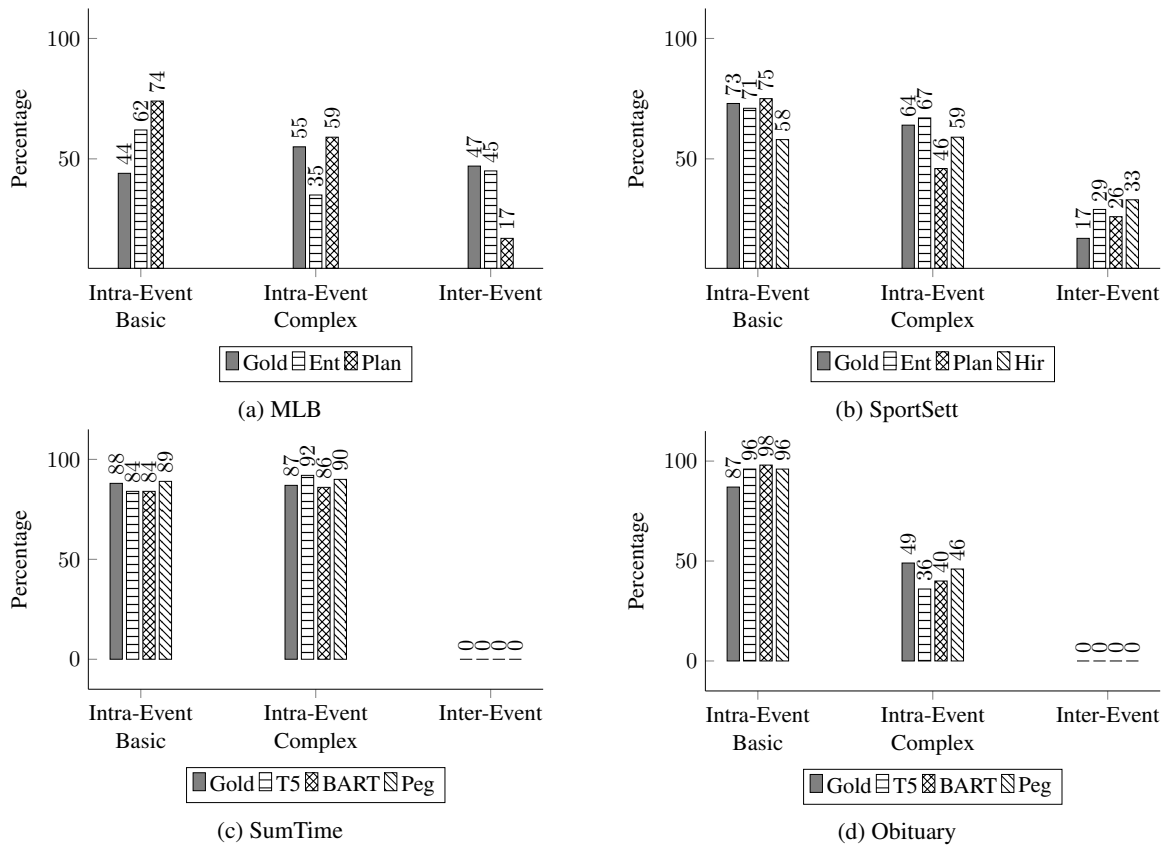 100
50
Percentage
44
62
74
55
35
59
47
45
17
Intra-Event
Basic
Intra-Event
Complex
Inter-Event
Gold Ent Plan
(a) MLB
100
50
Percentage
73
71
75
58
64
67
46
59
17
29
26
33
Intra-Event
Basic
Intra-Event
Complex
Inter-Event
Gold Ent Plan Hir
(b) SportSett
100
50
0
Percentage
88
84
84
89
87
92
86
90
0
0
0
0
Intra-Event
Basic
Intra-Event
Complex
Inter-Event
Gold T5 BART Peg
(c) SumTime
100
50
0
Percentage
87
96
98
96
49
36
40
46
0
0
0
0
Intra-Event
Basic
Intra-Event
Complex
Inter-Event
Gold T5 BART Peg
(d) Obituary